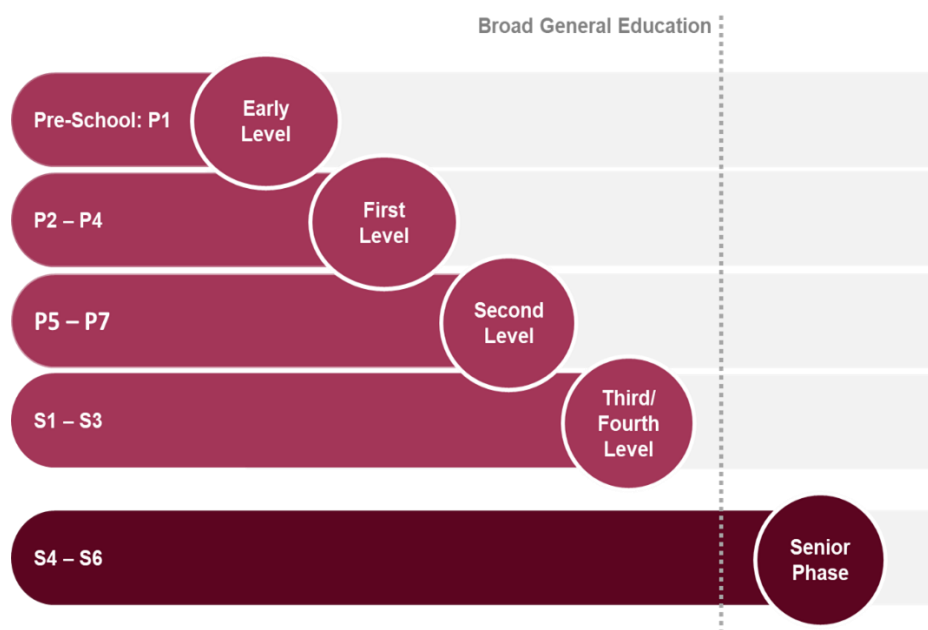 Broad General Education
Pre-School: P1
Early
Level
P2 – P4
First
Level
P5 – P7
Second
Level
S1 – S3
Third/
Fourth
Level
S4 – S6
Senior
Phase